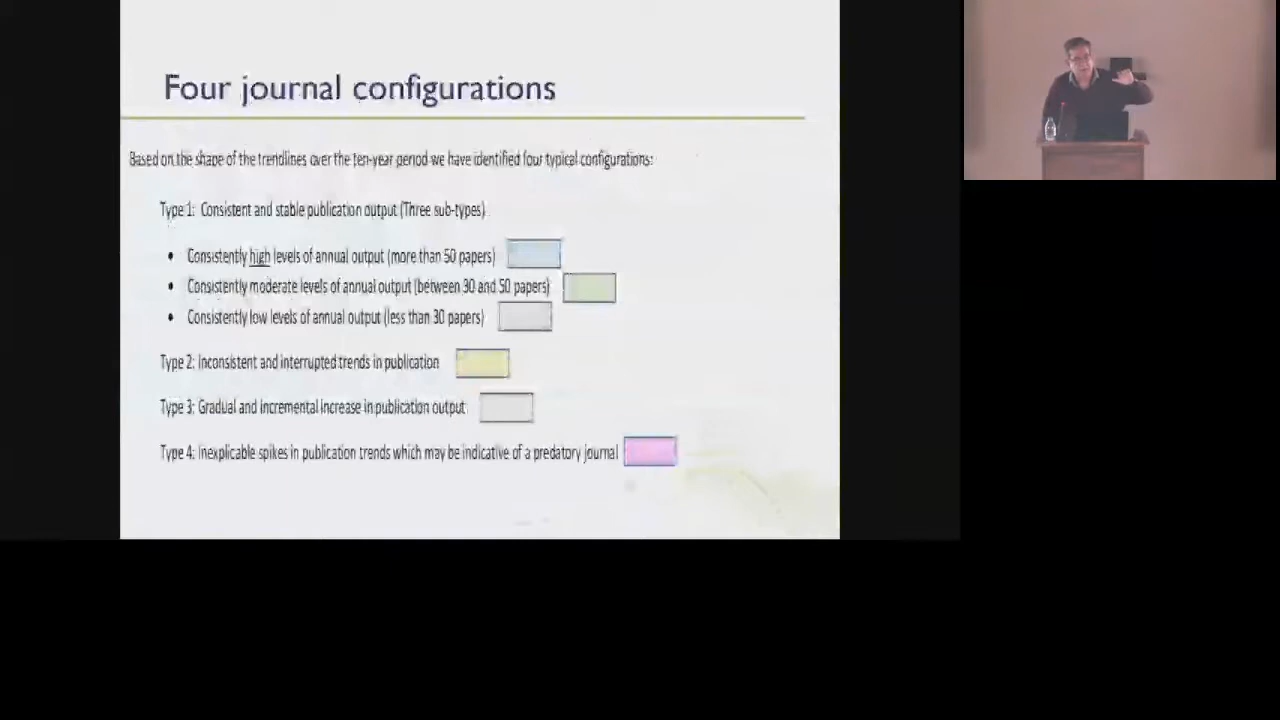 Four journal configurations
Based on the shape of the trendlines over the ten-year period we have identified four typical configurations:
Type 1: Consistent and stable publication output (Three sub-types)
• Consistently high levels of annual output (more than 50 papers)
• Consistently moderate levels of annual output (between 30 and 50 papers)
• Consistently low levels of annual output (less than 30 papers)
Type 2: Inconsistent and interrupted trends in publication
Type 3: Gradual and incremental increase in publication output
Type 4: Inexplicable spikes in publication trends which may be indicative of a predatory journal